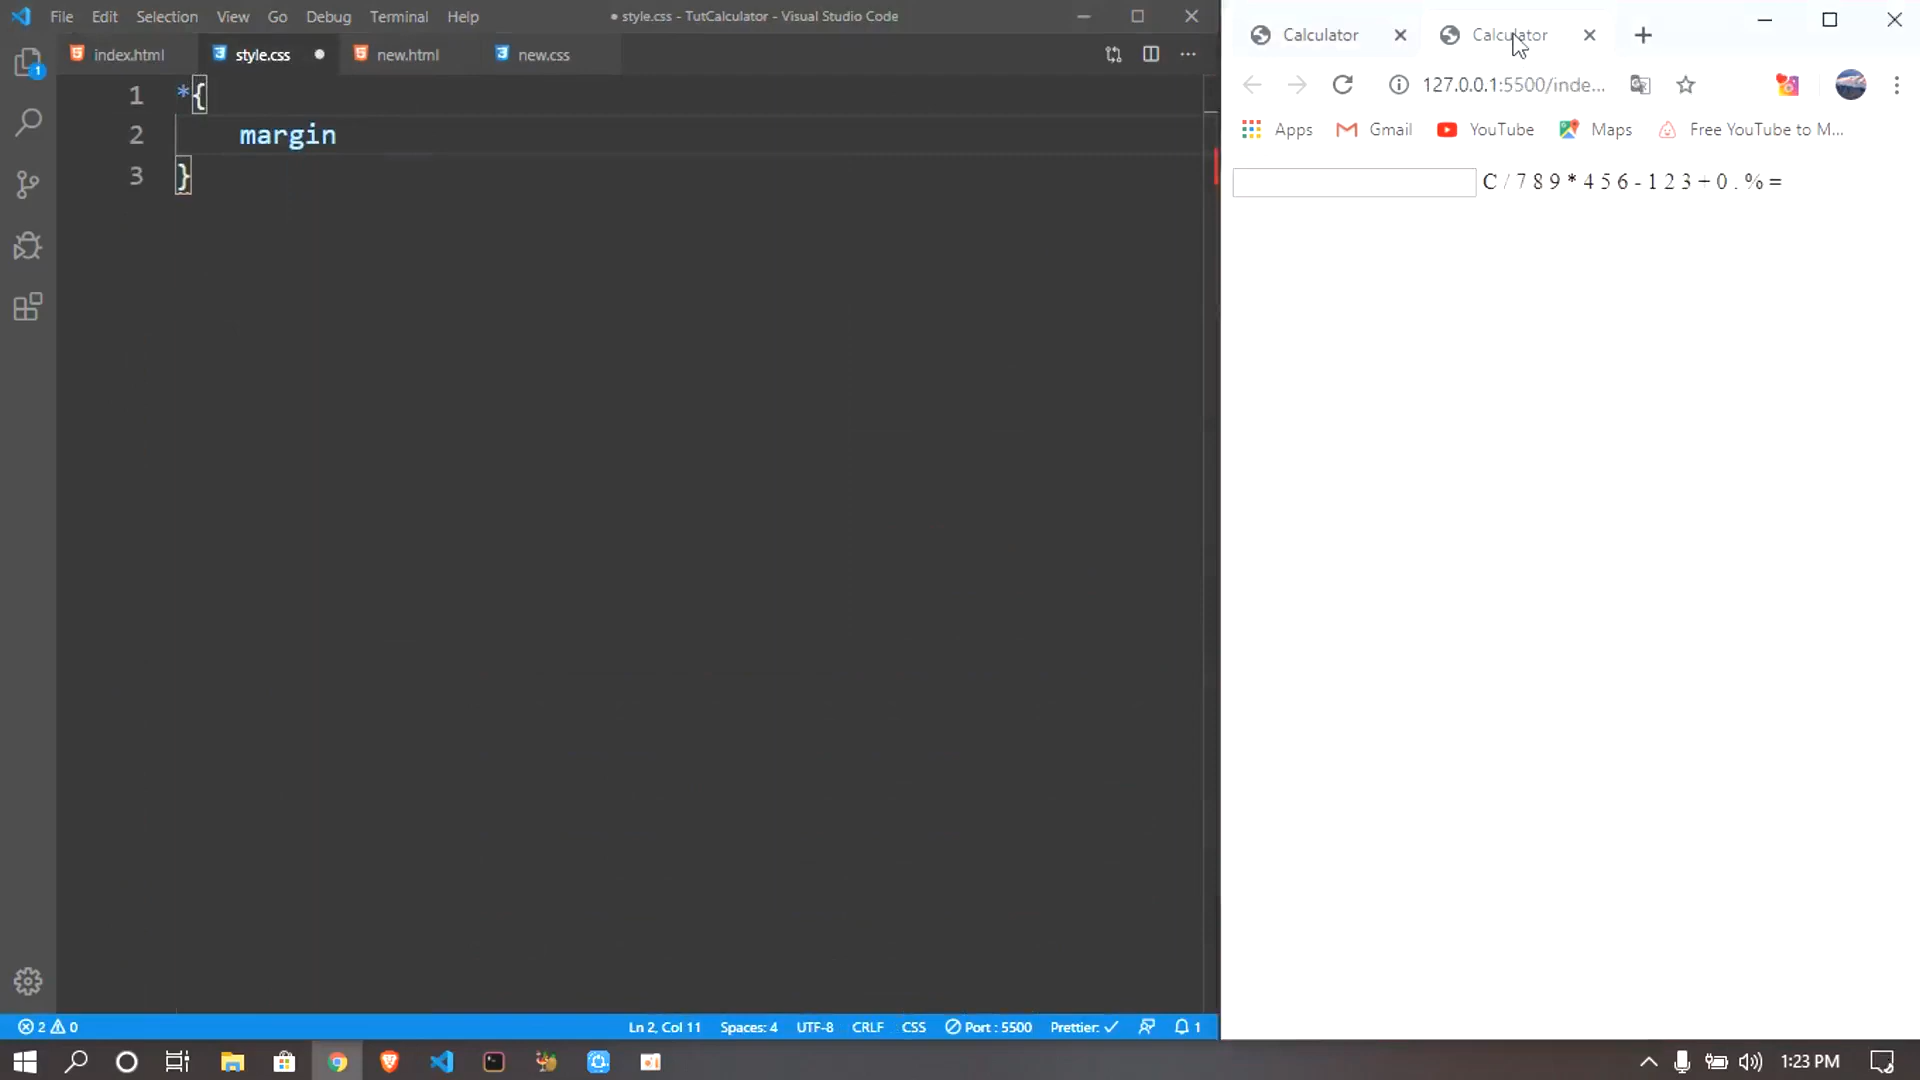 File Edit Selection View Go Debug Terminal Help ● style.css - TutCalculator - Visual Studio Code
index.html style.css ● new.html new.css
1 *{
2 margin
3 }
2 0 Ln 2, Col 11 Spaces: 4 UTF-8 CRLF CSS Port : 5500 Prettier: ✓ 1
1
Calculator Calculator
127.0.0.1:5500/inde...
Apps Gmail YouTube Maps Free YouTube to M...
C / 7 8 9 * 4 5 6 - 1 2 3 + 0 . % =
1:23 PM